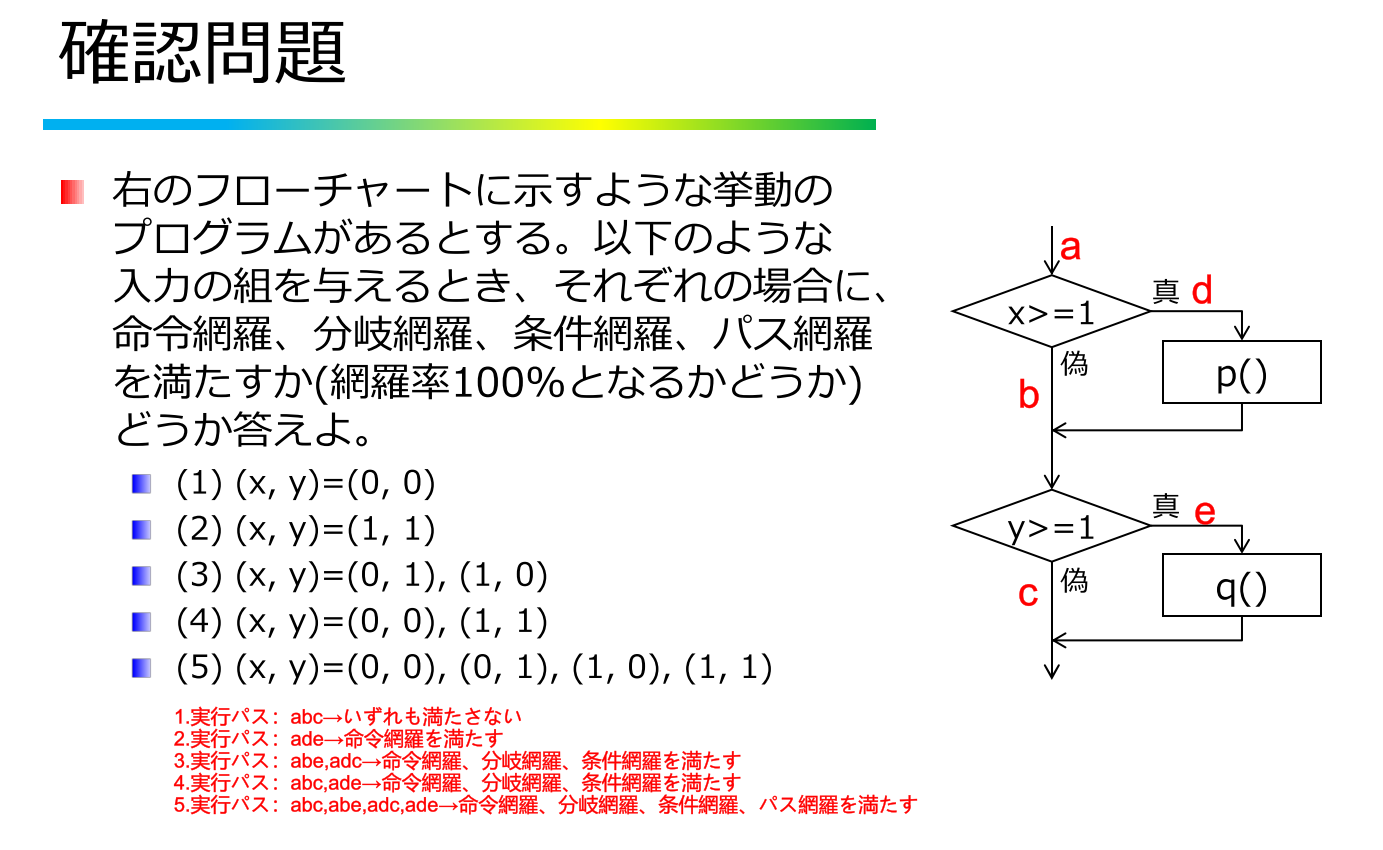 確認問題
右のフローチャートに示すような挙動の
プログラムがあるとする。以下のような
入力の組を与えるとき、それぞれの場合に、
命令網羅、分岐網羅、条件網羅、パス網羅
を満たすか(網羅率100%となるかどうか)
どうか答えよ。
(1) (x, y)=(0, 0)
(2) (x, y)=(1, 1)
(3) (x, y)=(0, 1), (1, 0)
(4) (x, y)=(0, 0), (1, 1)
(5) (x, y)=(0, 0), (0, 1), (1, 0), (1, 1)
1.実行パス：abc→いずれも満たさない
2.実行パス：ade→命令網羅を満たす
3.実行パス：abe,adc→命令網羅、分岐網羅、条件網羅を満たす
4.実行パス：abc,ade→命令網羅、分岐網羅、条件網羅を満たす
5.実行パス：abc,abe,adc,ade→命令網羅、分岐網羅、条件網羅、パス網羅を満たす
a
真 d
x>=1
偽
p()
b
真 e
y>=1
偽
q()
c